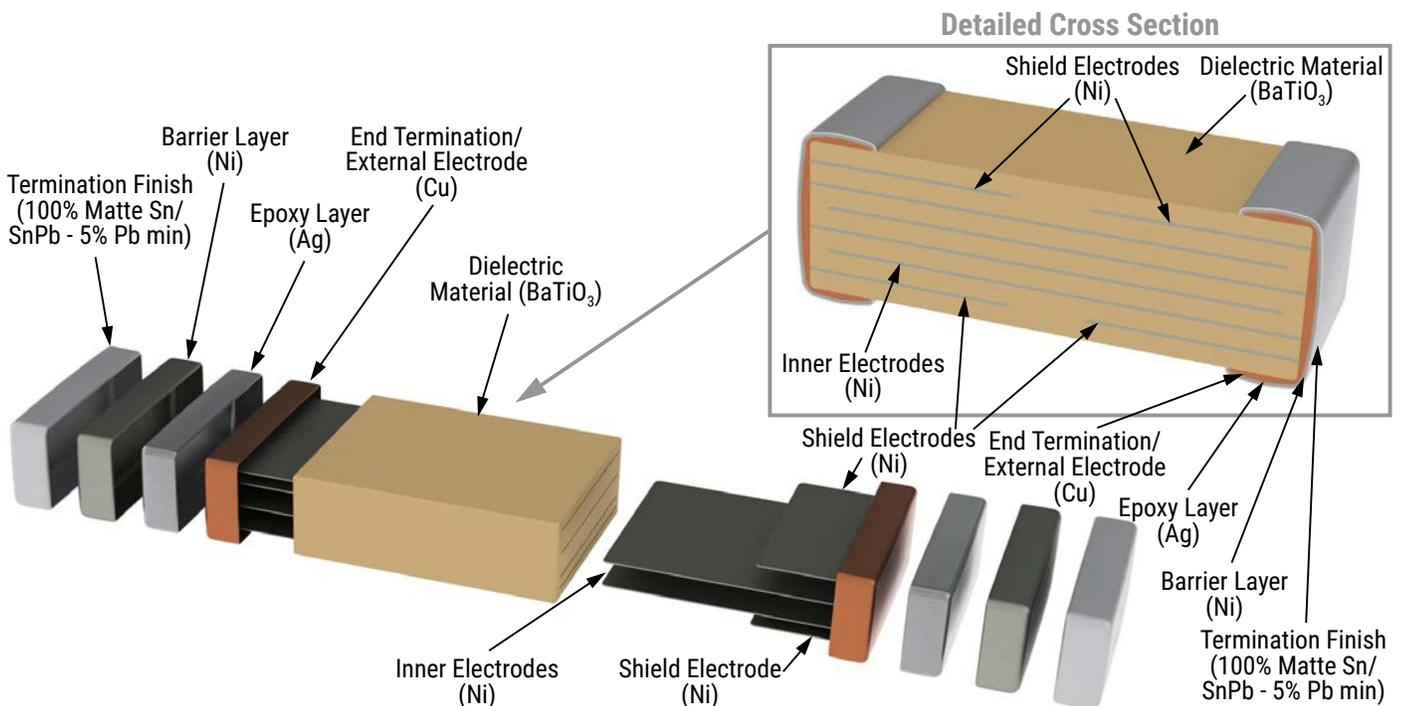 Detailed Cross Section
Shield Electrodes
(Ni)
Dielectric Material
(BaTiO₃)
Barrier Layer
(Ni)
End Termination/
External Electrode
(Cu)
Termination Finish
(100% Matte Sn/
SnPb - 5% Pb min)
Epoxy Layer
(Ag)
Dielectric
Material (BaTiO₃)
Inner Electrodes
(Ni)
Shield Electrodes
(Ni)
End Termination/
External Electrode
(Cu)
Epoxy Layer
(Ag)
Barrier Layer
(Ni)
Termination Finish
(100% Matte Sn/
SnPb - 5% Pb min)
Inner Electrodes
(Ni)
Shield Electrode
(Ni)